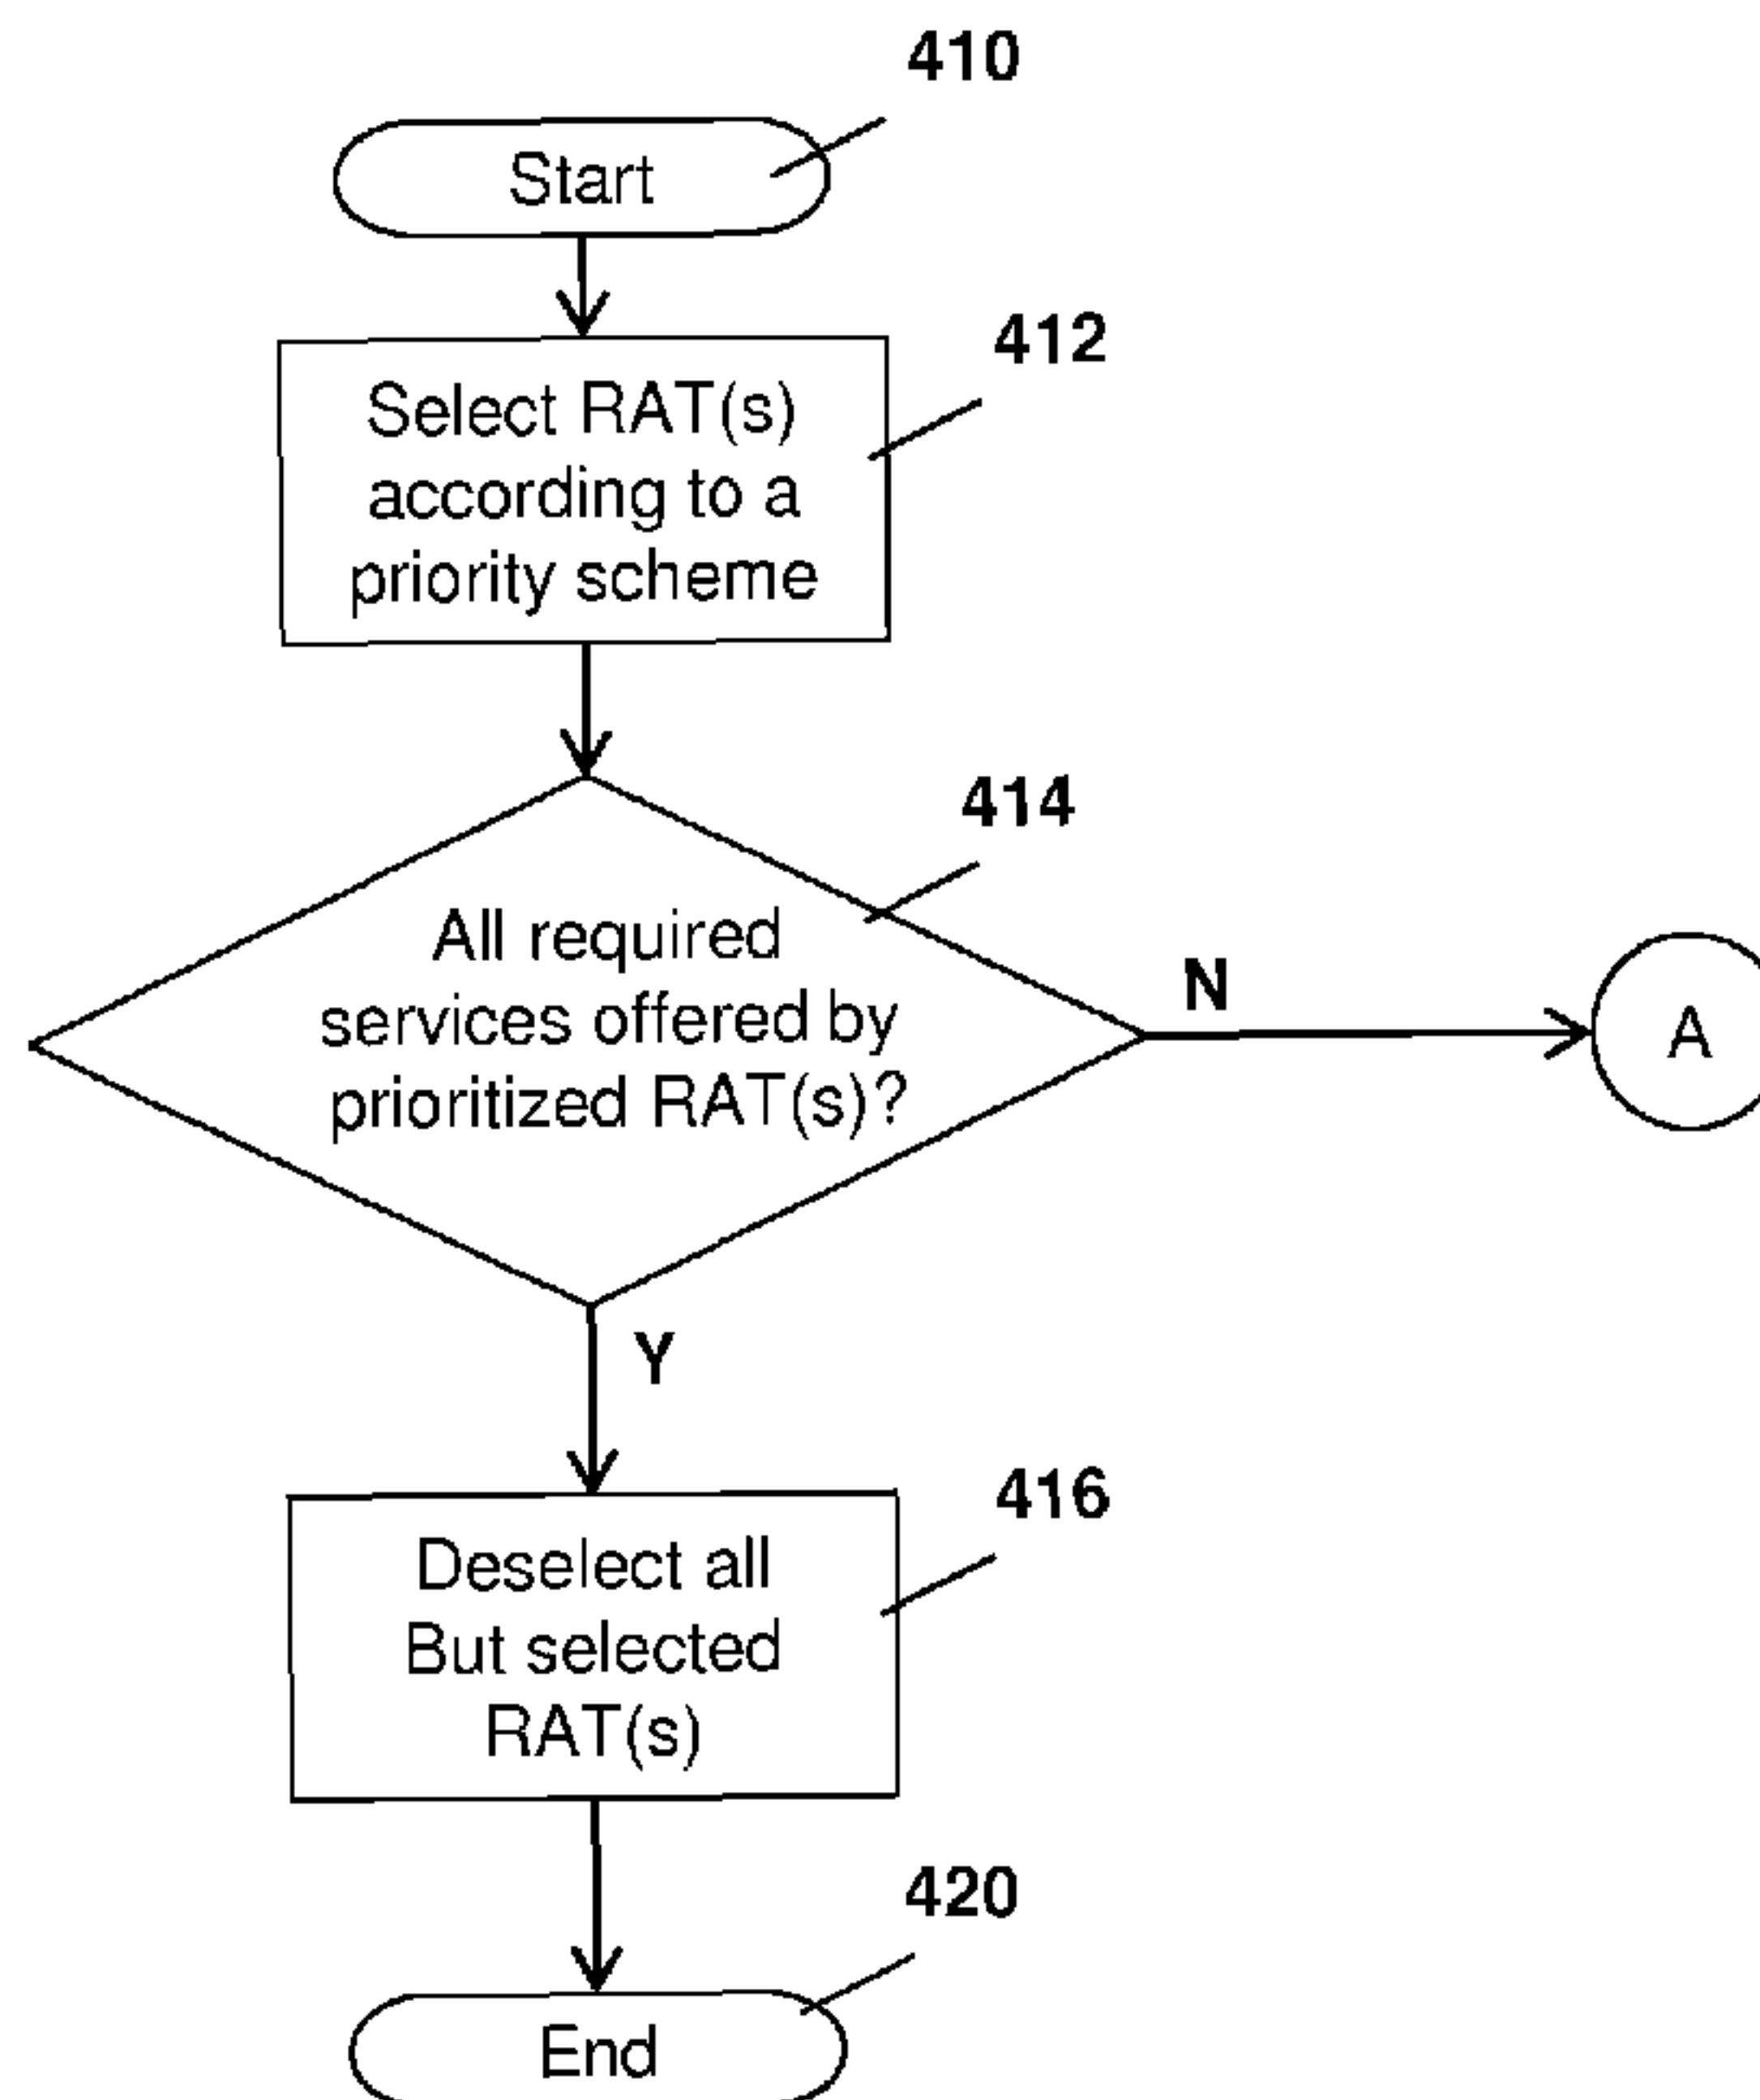 410
Start
412
Select RAT(s)
according to a
priority scheme
414
All required
services offered by
prioritized RAT(s)?
N
A
Y
416
Deselect all
But selected
RAT(s)
420
End